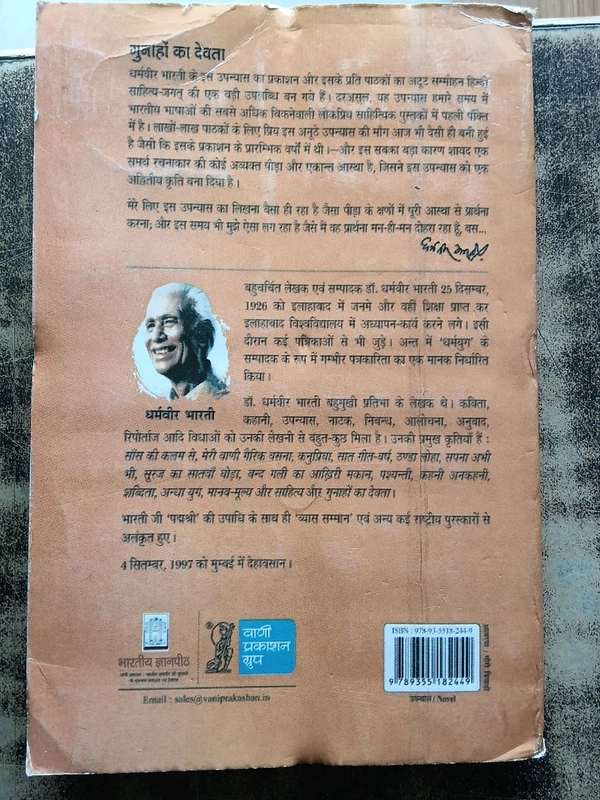 गुनाहों का देवता
धर्मवीर भारती के इस उपन्यास का प्रकाशन और इसके प्रति पाठकों का अटूट सम्मोहन हिन्दी
साहित्य-जगत् की एक बड़ी उपलब्धि बन गये हैं। दरअसल, यह उपन्यास हमारे समय में
भारतीय भाषाओं की सबसे अधिक बिकनेवाली लोकप्रिय साहित्यिक पुस्तकों में पहली पंक्ति
में है। लाखों-लाख पाठकों के लिए प्रिय इस अनूठे उपन्यास की माँग आज भी वैसी ही बनी हुई
है जैसी कि इसके प्रकाशन के प्रारम्भिक वर्षों में थी।—और इस सबका बड़ा कारण शायद एक
समर्थ रचनाकार की कोई अव्यक्त पीड़ा और एकान्त आस्था है, जिसने इस उपन्यास को एक
अद्वितीय कृति बना दिया है।
मेरे लिए इस उपन्यास का लिखना वैसा ही रहा है जैसा पीड़ा के क्षणों में पूरी आस्था से प्रार्थना
करना; और इस समय भी मुझे ऐसा लग रहा है जैसे मैं वह प्रार्थना मन-ही-मन दोहरा रहा हूँ, बस...
धर्मवीर भारती
बहुचर्चित लेखक एवं सम्पादक डॉ. धर्मवीर भारती 25 दिसम्बर,
1926 को इलाहाबाद में जनमे और वहीं शिक्षा प्राप्त कर
इलाहाबाद विश्वविद्यालय में अध्यापन-कार्य करने लगे। इसी
दौरान कई पत्रिकाओं से भी जुड़े। अन्त में 'धर्मयुग' के
सम्पादक के रूप में गम्भीर पत्रकारिता का एक मानक निर्धारित
किया।
धर्मवीर भारती
डॉ. धर्मवीर भारती बहुमुखी प्रतिभा के लेखक थे। कविता,
कहानी, उपन्यास, नाटक, निबन्ध, आलोचना, अनुवाद,
रिपोर्ताज आदि विधाओं को उनकी लेखनी से बहुत-कुछ मिला है। उनकी प्रमुख कृतियाँ हैं :
साँस की कलम से, मेरी वाणी गैरिक वसना, कनुप्रिया, सात गीत-वर्ष, ठण्डा लोहा, सपना अभी
भी, सूरज का सातवाँ घोड़ा, बन्द गली का आख़िरी मकान, पश्यन्ती, कहनी अनकहनी,
शब्दिता, अन्धा युग, मानव-मूल्य और साहित्य और गुनाहों का देवता।
भारती जी 'पद्मश्री' की उपाधि के साथ ही 'व्यास सम्मान' एवं अन्य कई राष्ट्रीय पुरस्कारों से
अलंकृत हुए।
4 सितम्बर, 1997 को मुम्बई में देहावसान।
भारतीय ज्ञानपीठ
वाणी
प्रकाशन
ग्रुप
Email : sales@vaniprakashan.in
ISBN : 978-93-5518-244-9
9 789355 182449
उपन्यास / Novel